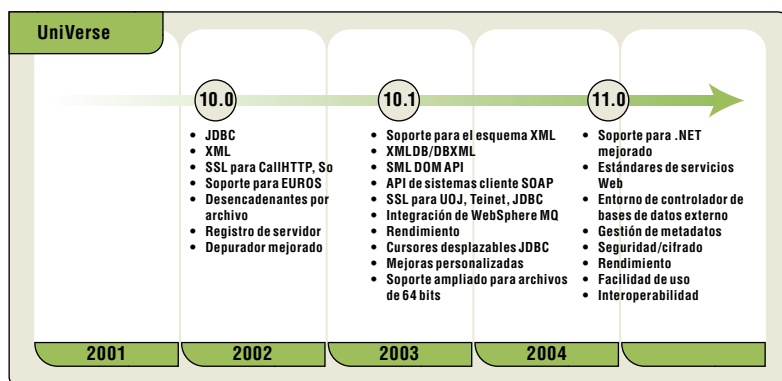 UniVerse
10.0
• JDBC
• XML
• SSL para CallHTTP, So
• Soporte para EUROS
• Desencadenantes por
archivo
• Registro de servidor
• Depurador mejorado
10.1
• Soporte para el esquema XML
• XMLDB/DBXML
• SML DOM API
• API de sistemas cliente SOAP
• SSL para UOJ, Teinet, JDBC
• Integración de WebSphere MQ
• Rendimiento
• Cursores desplazables JDBC
• Mejoras personalizadas
• Soporte ampliado para archivos
de 64 bits
11.0
• Soporte para .NET
mejorado
• Estándares de servicios
Web
• Entorno de controlador de
bases de datos externo
• Gestión de metadatos
• Seguridad/cifrado
• Rendimiento
• Facilidad de uso
• Interoperabilidad
2001
2002
2003
2004